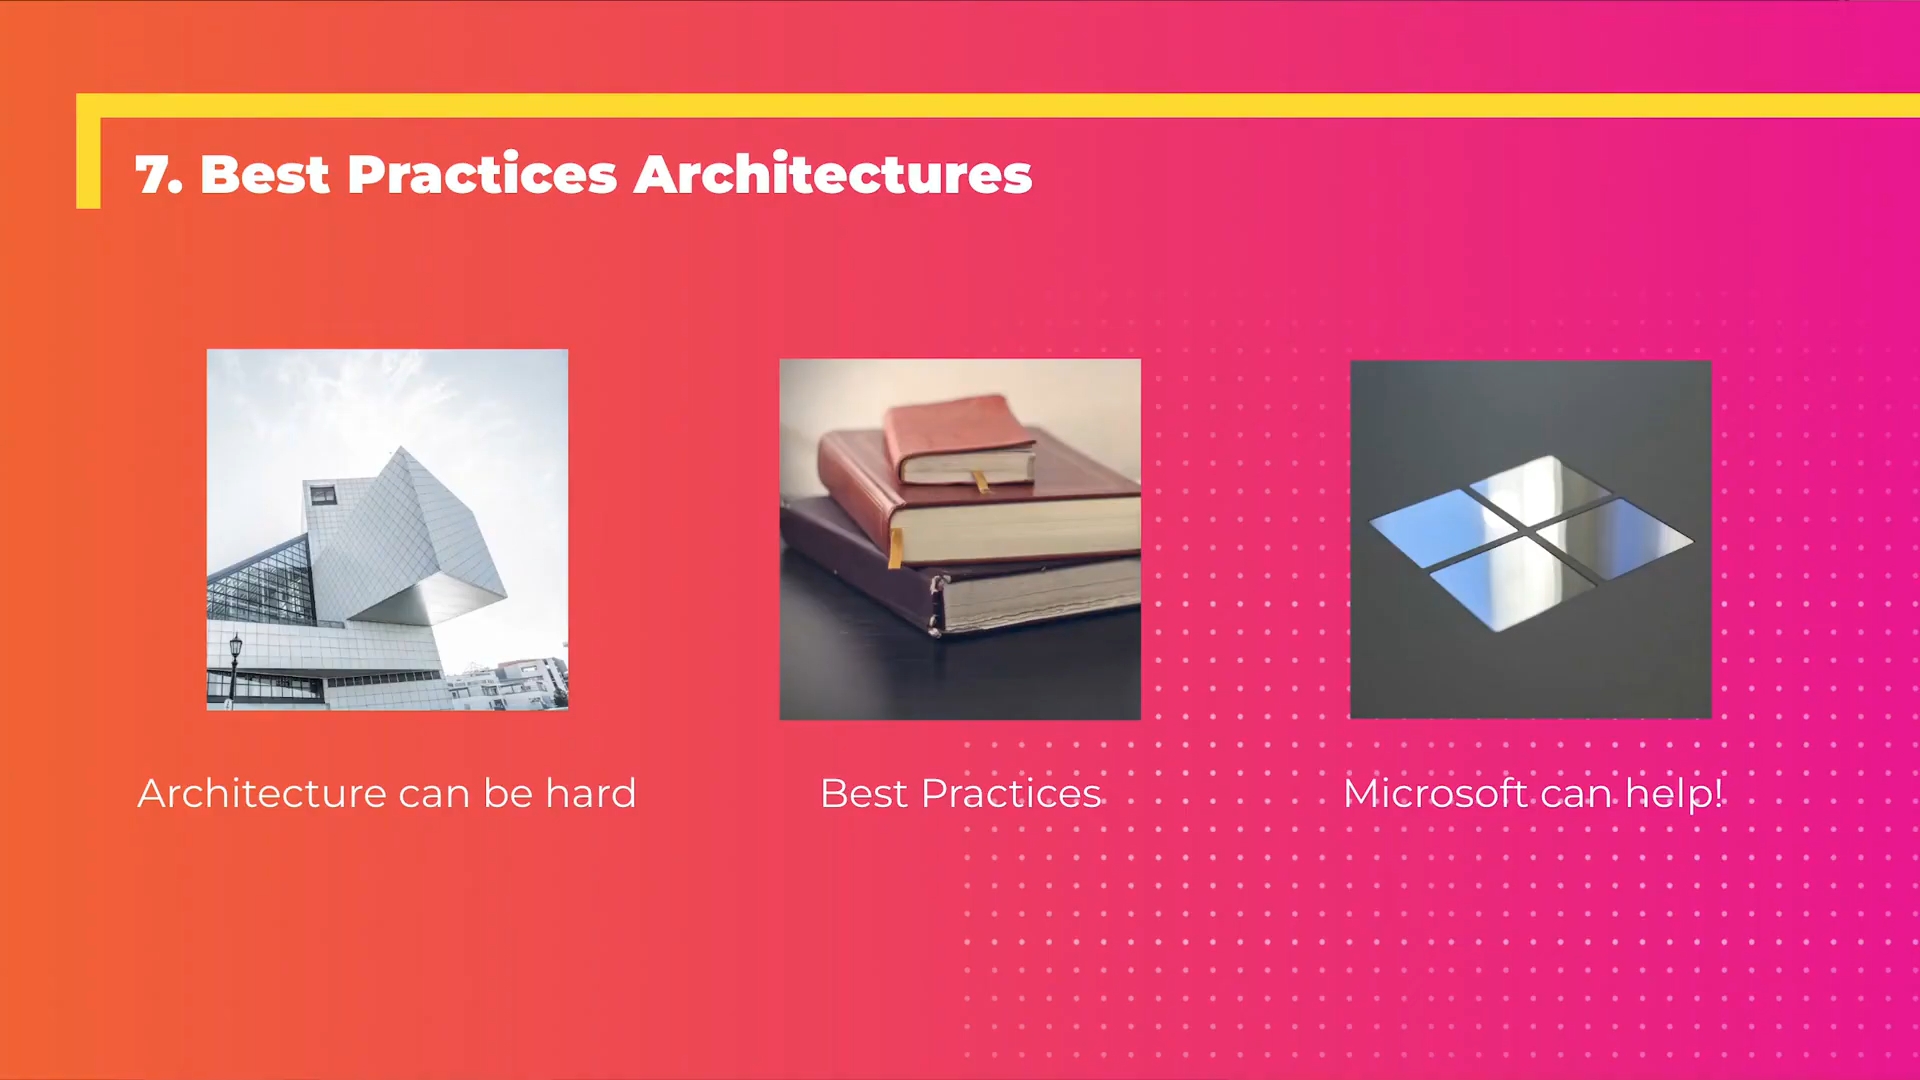 7. Best Practices Architectures
Architecture can be hard
Best Practices
Microsoft can help!